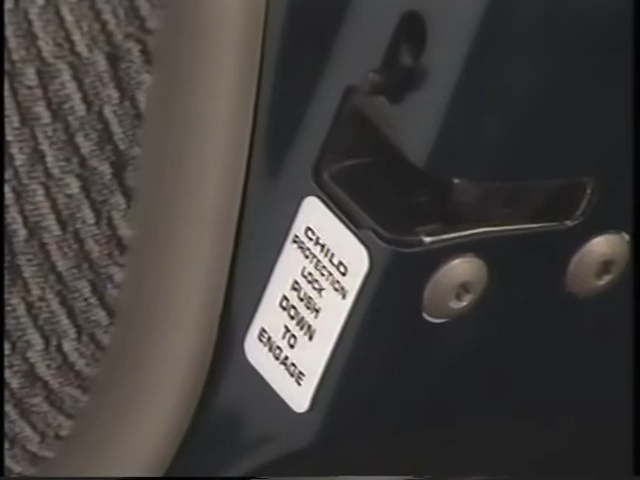 CHILD
PROTECTION
LOCK
PUSH
DOWN
TO
ENGAGE